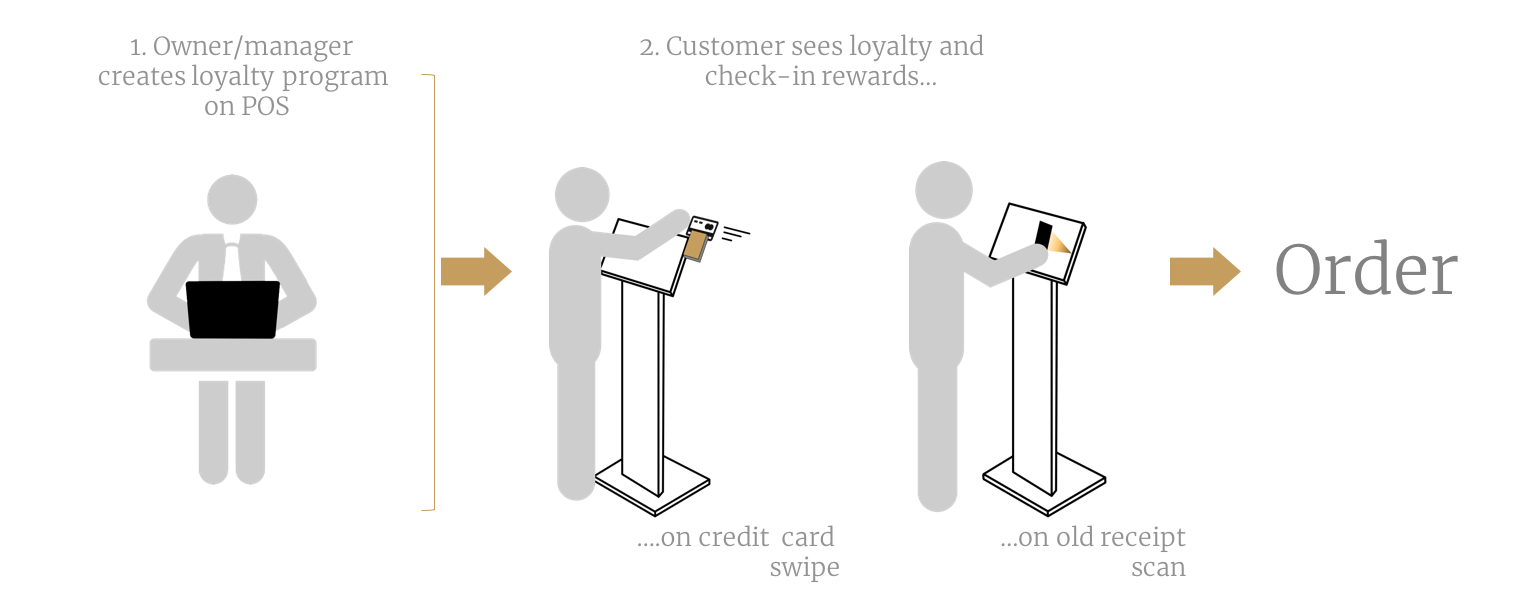 1. Owner/manager
creates loyalty program
on POS
2. Customer sees loyalty and
check-in rewards...
Order
....on credit  card
swipe
...on old receipt
scan